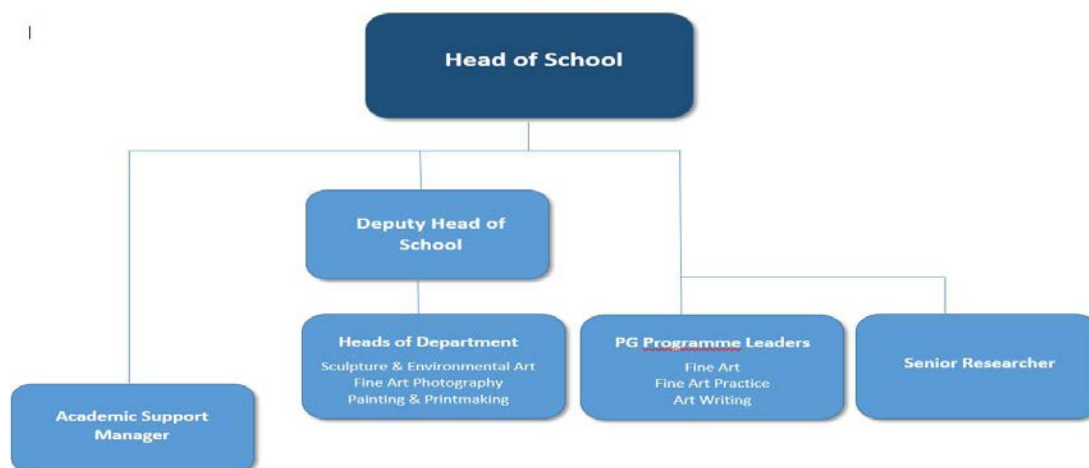 Head of School
Deputy Head of
School
Heads of Department
Sculpture & Environmental Art
Fine Art Photography
Painting & Printmaking
PG Programme Leaders
Fine Art
Fine Art Practice
Art Writing
Senior Researcher
Academic Support
Manager